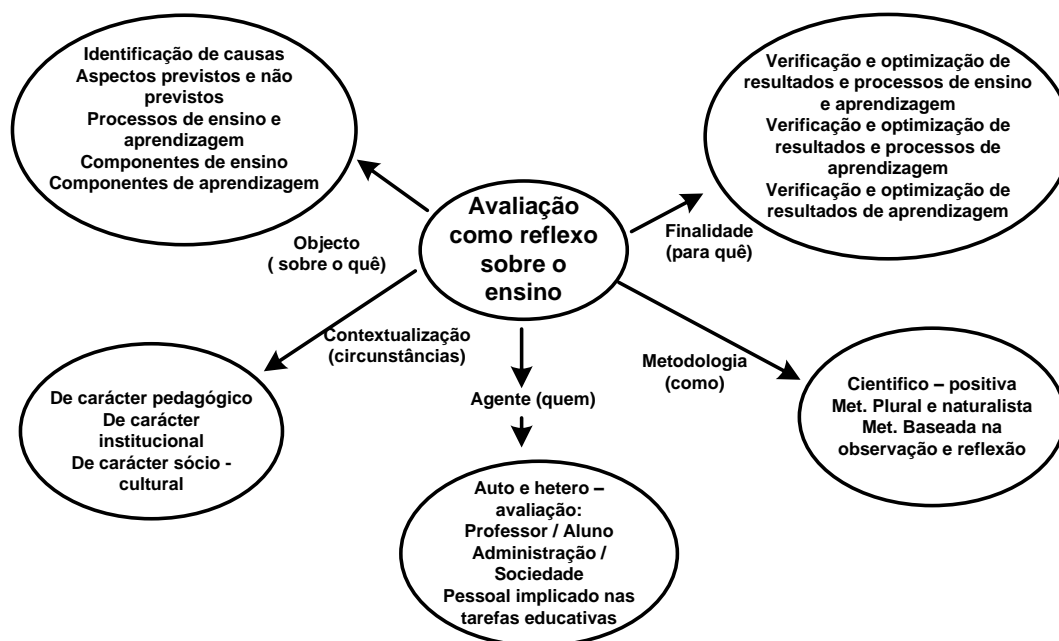 Identificação de causas
Aspectos previstos e não
previstos
Processos de ensino e
aprendizagem
Componentes de ensino
Componentes de aprendizagem
Verificação e optimização de
resultados e processos de ensino
e aprendizagem
Verificação e optimização de
resultados e processos de
aprendizagem
Verificação e optimização de
resultados de aprendizagem
Avaliação
como reflexo
sobre o
ensino
Objecto
( sobre o quê)
Finalidade
(para quê)
Contextualização
(circunstâncias)
Agente (quem)
Metodologia
(como)
De carácter pedagógico
De carácter
institucional
De carácter sócio -
cultural
Auto e hetero –
avaliação:
Professor / Aluno
Administração /
Sociedade
Pessoal implicado nas
tarefas educativas
Cientifico – positiva
Met. Plural e naturalista
Met. Baseada na
observação e reflexão